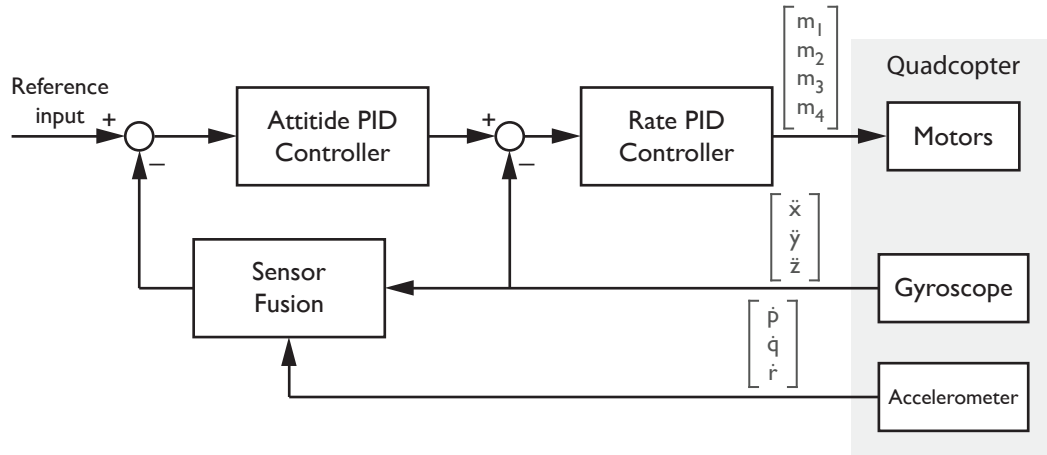 Reference
input
+
−
Attitide PID
Controller
+
−
Rate PID
Controller
m₁
m₂
m₃
m₄
Quadcopter
Motors
ẍ
ÿ
z̈
Gyroscope
Sensor
Fusion
ṗ
q̇
ṙ
Accelerometer